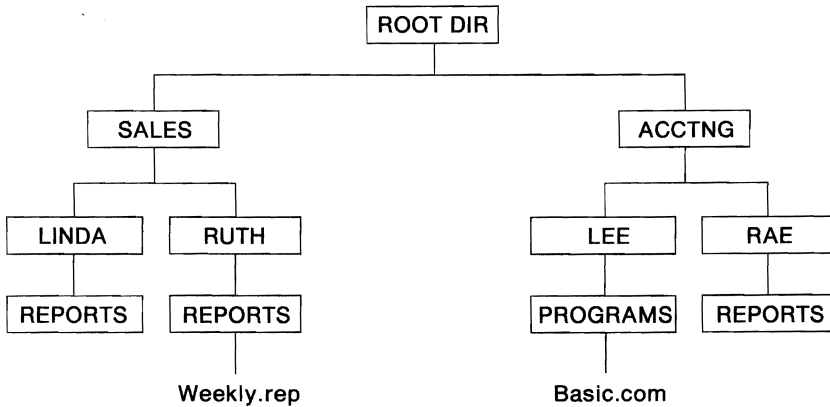 ROOT DIR
SALES ACCTNG
LINDA RUTH LEE RAE
REPORTS REPORTS PROGRAMS REPORTS
Weekly.rep Basic.com